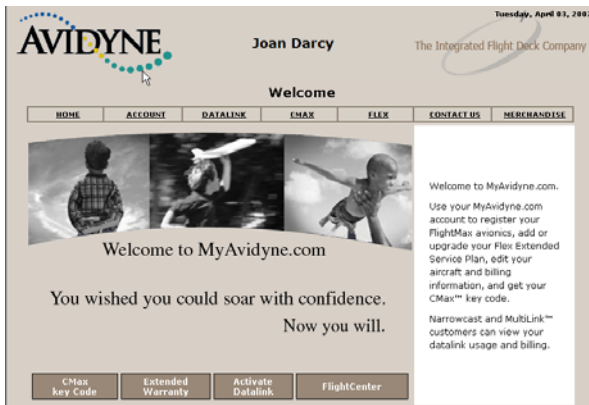 Tuesday, April 03, 2007
AVIDYNE
Joan Darcy
The Integrated Flight Deck Company
Welcome
HOME ACCOUNT DATALINK CMAX FLEX CONTACT US MERCHANDISE
Welcome to MyAvidyne.com
You wished you could soar with confidence.
Now you will.
CMax
key Code
Extended
Warranty
Activate
Datalink
FlightCenter
Welcome to MyAvidyne.com.
Use your MyAvidyne.com
account to register your
FlightMax avionics, add or
upgrade your Flex Extended
Service Plan, edit your
aircraft and billing
information, and get your
CMax™ key code.
Narrowcast and MultiLink™
customers can view your
datalink usage and billing.